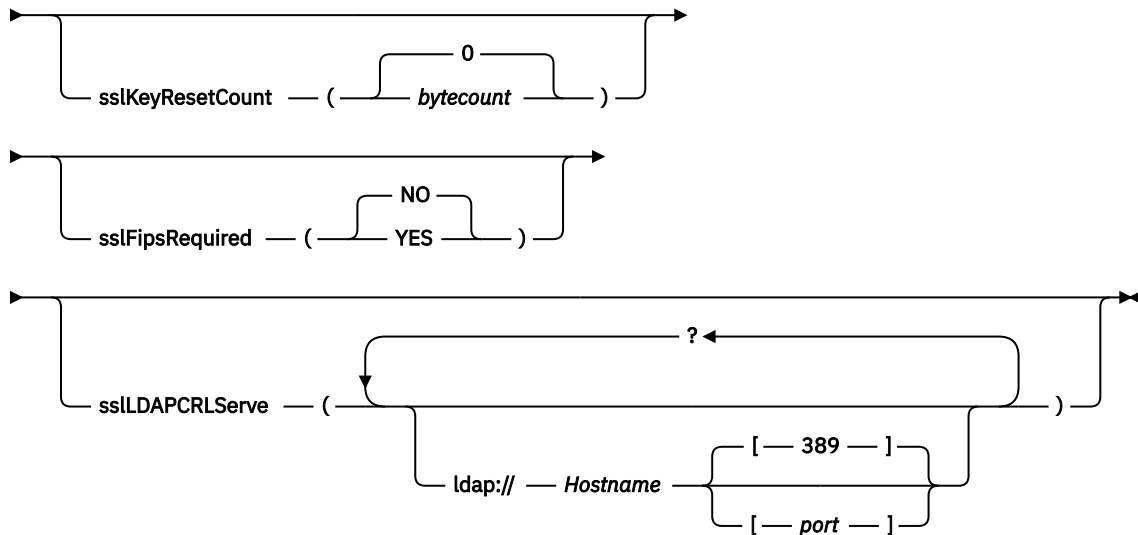 0
sslKeyResetCount ( bytecount )
NO
sslFipsRequired ( YES )
?
sslLDAPCRLServe ( )
[ 389 ]
ldap:// Hostname
[ port ]